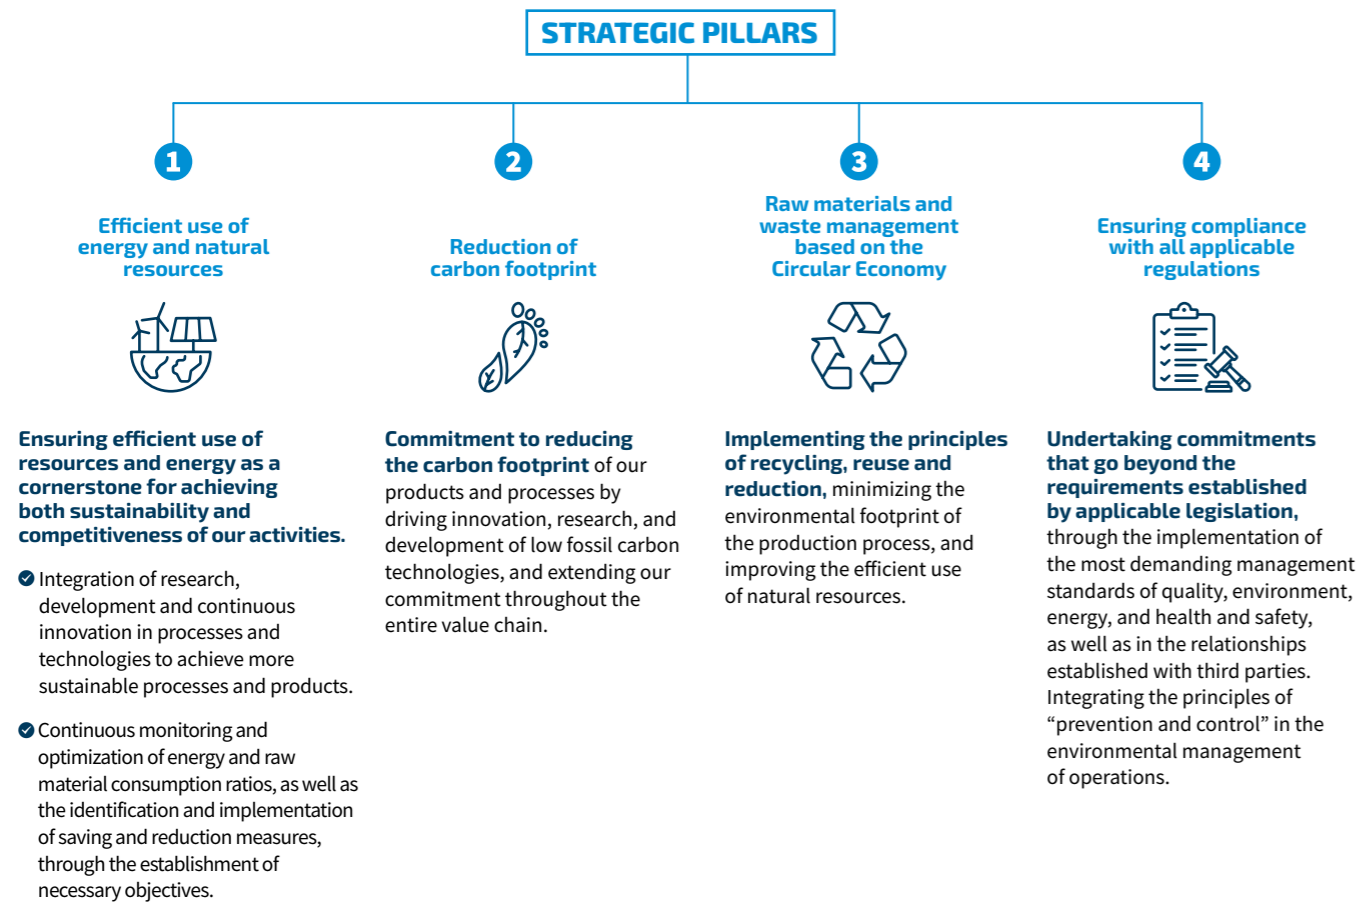 STRATEGIC PILLARS
1
Efficient use of
energy and natural
resources
Ensuring efficient use of
resources and energy as a
cornerstone for achieving
both sustainability and
competitiveness of our activities.
Integration of research,
development and continuous
innovation in processes and
technologies to achieve more
sustainable processes and products.
Continuous monitoring and
optimization of energy and raw
material consumption ratios, as well as
the identification and implementation
of saving and reduction measures,
through the establishment of
necessary objectives.
2
Reduction of
carbon footprint
Commitment to reducing
the carbon footprint of our
products and processes by
driving innovation, research, and
development of low fossil carbon
technologies, and extending our
commitment throughout the
entire value chain.
3
Raw materials and
waste management
based on the
Circular Economy
Implementing the principles
of recycling, reuse and
reduction, minimizing the
environmental footprint of
the production process, and
improving the efficient use
of natural resources.
4
Ensuring compliance
with all applicable
regulations
Undertaking commitments
that go beyond the
requirements established
by applicable legislation,
through the implementation of
the most demanding management
standards of quality, environment,
energy, and health and safety,
as well as in the relationships
established with third parties.
Integrating the principles of
“prevention and control” in the
environmental management
of operations.